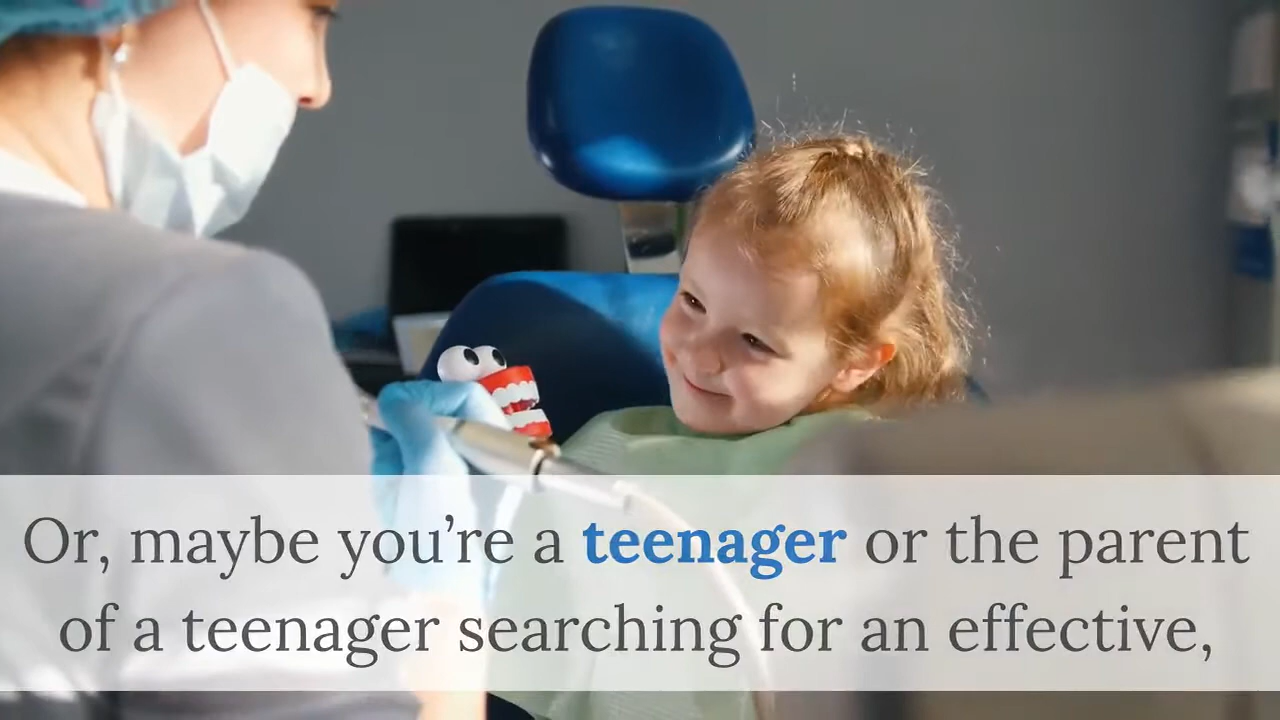 Or, maybe you’re a teenager or the parent
of a teenager searching for an effective,